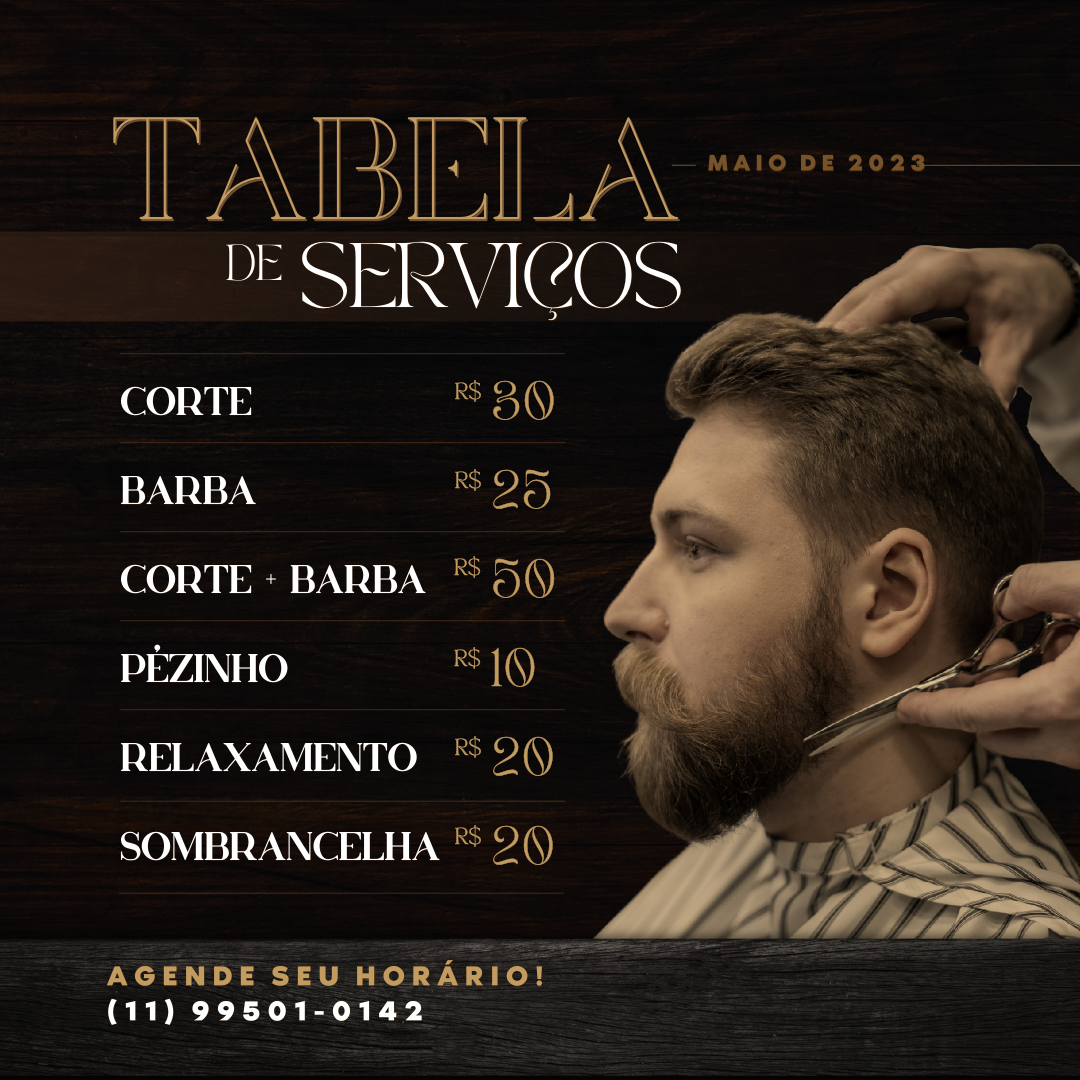 TABELA
MAIO DE 2023
DE SERVIÇOS
CORTE R$ 30
BARBA R$ 25
CORTE + BARBA R$ 50
PÉZINHO R$ 10
RELAXAMENTO R$ 20
SOMBRANCELHA R$ 20
AGENDE SEU HORÁRIO!
(11) 99501-0142